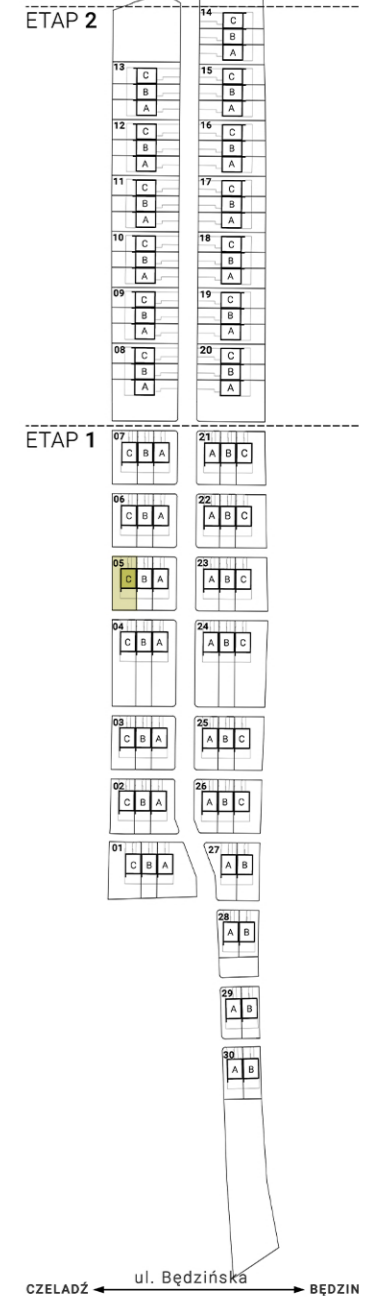 ETAP 2
14
C
B
A
13
C
B
A
15
C
B
A
12
C
B
A
16
C
B
A
11
C
B
A
17
C
B
A
10
C
B
A
18
C
B
A
09
C
B
A
19
C
B
A
08
C
B
A
20
C
B
A
ETAP 1
07
C B A
21
A B C
06
C B A
22
A B C
05
C B A
23
A B C
04
C B A
24
A B C
03
C B A
25
A B C
02
C B A
26
A B C
01
C B A
27
A B
28
A B
29
A B
30
A B
ul. Będzińska
CZELADŹ BĘDZIN